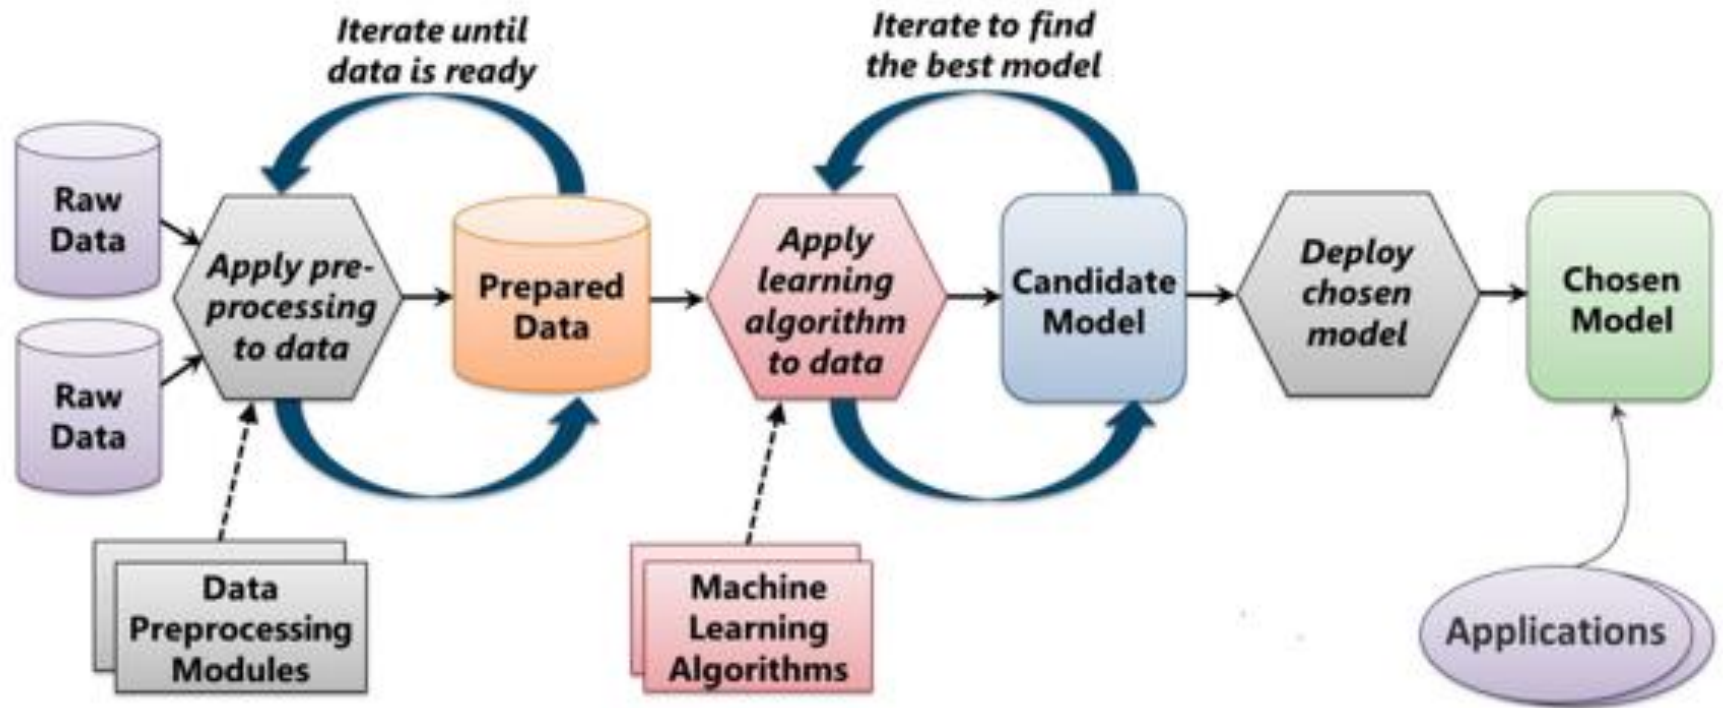 Iterate until
data is ready
Iterate to find
the best model
Raw
Data
Raw
Data
Apply pre-
processing
to data
Prepared
Data
Apply
learning
algorithm
to data
Candidate
Model
Deploy
chosen
model
Chosen
Model
Data
Preprocessing
Modules
Machine
Learning
Algorithms
Applications